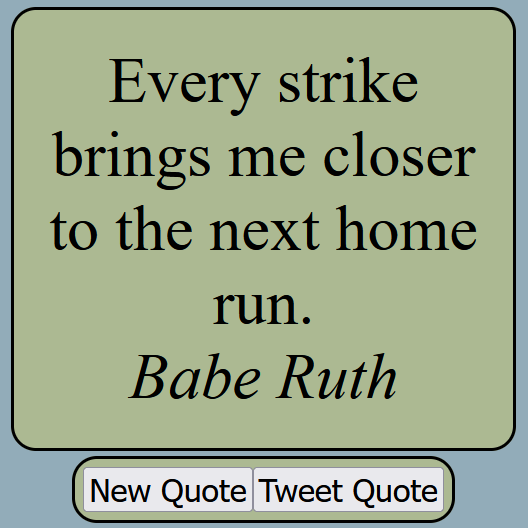 Every strike
brings me closer
to the next home
run.
Babe Ruth
New Quote Tweet Quote